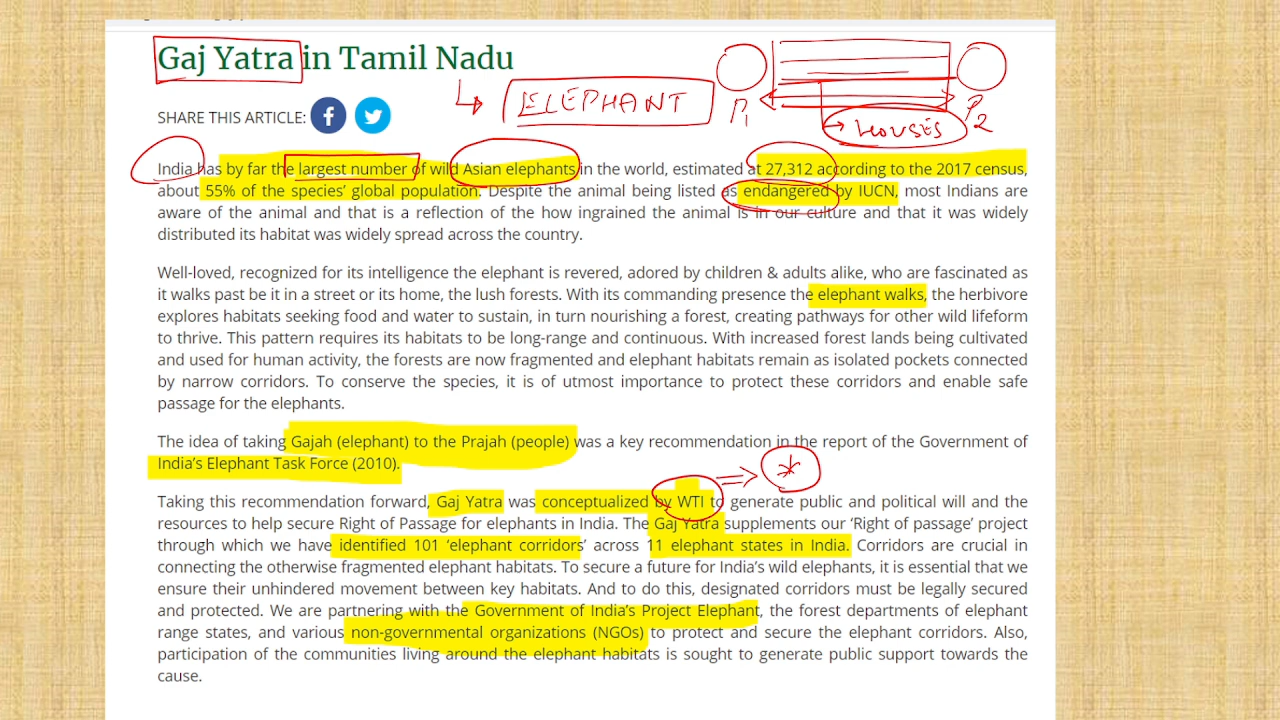 Gaj Yatra in Tamil Nadu
ELEPHANT
P1
HOUSES
P2
SHARE THIS ARTICLE:
India has by far the largest number of wild Asian elephants in the world, estimated at 27,312 according to the 2017 census,
about 55% of the species’ global population. Despite the animal being listed as endangered by IUCN, most Indians are
aware of the animal and that is a reflection of the how ingrained the animal is in our culture and that it was widely
distributed its habitat was widely spread across the country.
Well-loved, recognized for its intelligence the elephant is revered, adored by children & adults alike, who are fascinated as
it walks past be it in a street or its home, the lush forests. With its commanding presence the elephant walks, the herbivore
explores habitats seeking food and water to sustain, in turn nourishing a forest, creating pathways for other wild lifeform
to thrive. This pattern requires its habitats to be long-range and continuous. With increased forest lands being cultivated
and used for human activity, the forests are now fragmented and elephant habitats remain as isolated pockets connected
by narrow corridors. To conserve the species, it is of utmost importance to protect these corridors and enable safe
passage for the elephants.
The idea of taking Gajah (elephant) to the Prajah (people) was a key recommendation in the report of the Government of
India’s Elephant Task Force (2010).
Taking this recommendation forward, Gaj Yatra was conceptualized by WTI to generate public and political will and the
resources to help secure Right of Passage for elephants in India. The Gaj Yatra supplements our ‘Right of passage’ project
through which we have identified 101 ‘elephant corridors’ across 11 elephant states in India. Corridors are crucial in
connecting the otherwise fragmented elephant habitats. To secure a future for India’s wild elephants, it is essential that we
ensure their unhindered movement between key habitats. And to do this, designated corridors must be legally secured
and protected. We are partnering with the Government of India’s Project Elephant, the forest departments of elephant
range states, and various non-governmental organizations (NGOs) to protect and secure the elephant corridors. Also,
participation of the communities living around the elephant habitats is sought to generate public support towards the
cause.